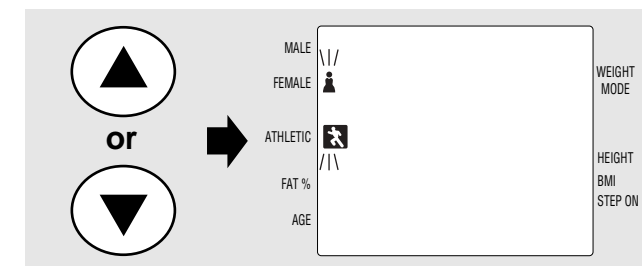 or
MALE
FEMALE
ATHLETIC
FAT %
AGE
WEIGHT
MODE
HEIGHT
BMI
STEP ON